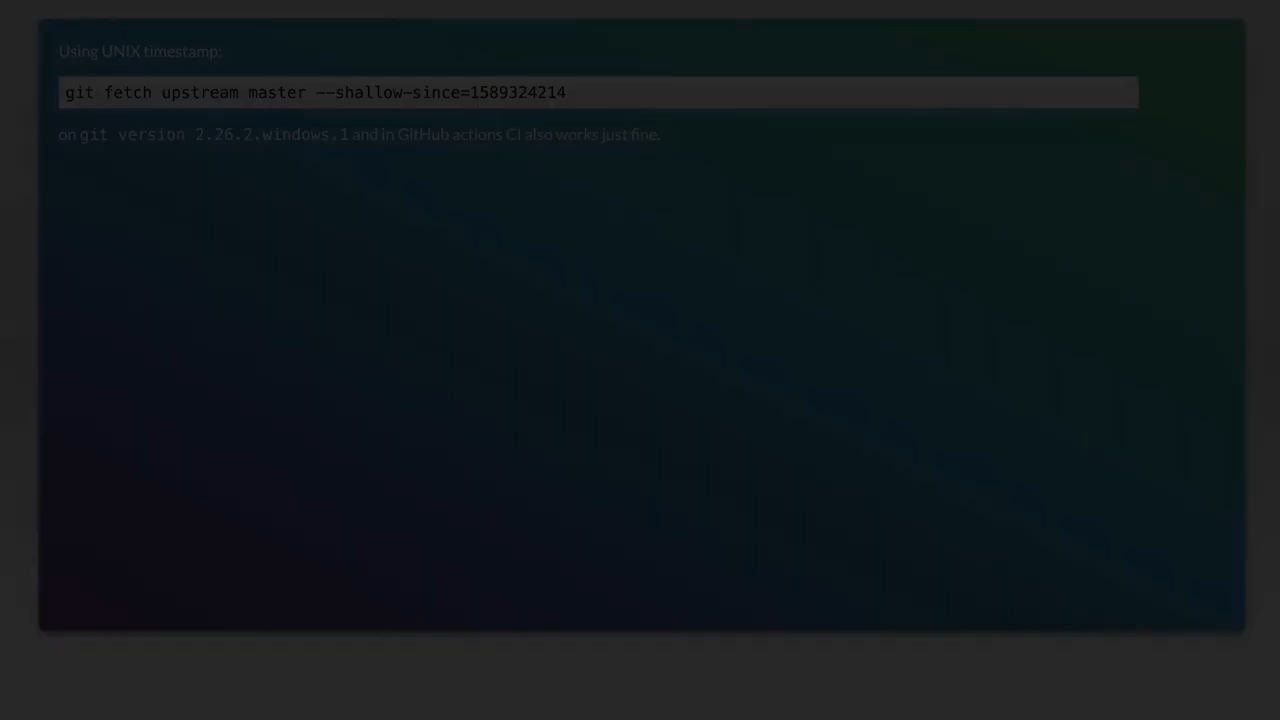 Using UNIX timestamp:
git fetch upstream master --shallow-since=1589324214
on git version 2.26.2.windows.1 and in GitHub actions CI also works just fine.